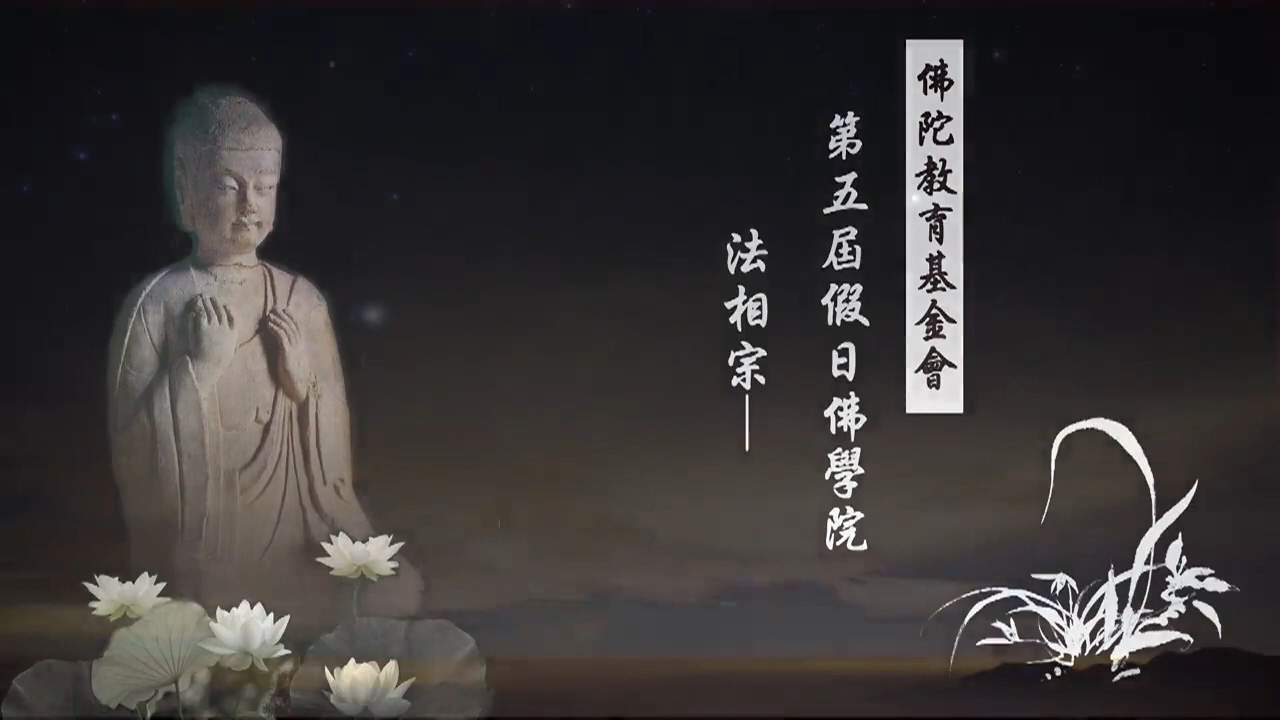 佛陀教育基金會
第五屆假日佛學院
法相宗—